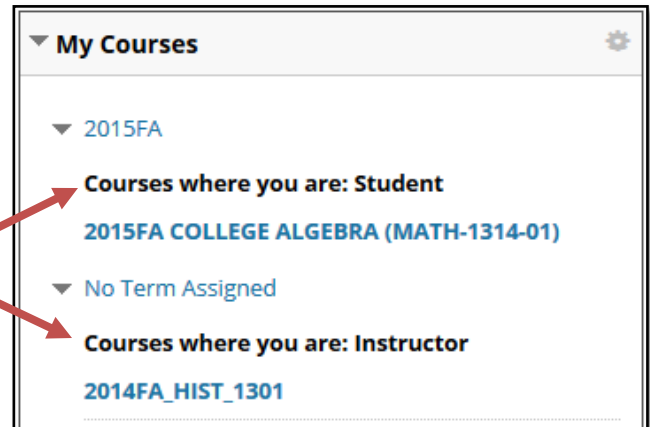 My Courses
2015FA
Courses where you are: Student
2015FA COLLEGE ALGEBRA (MATH-1314-01)
No Term Assigned
Courses where you are: Instructor
2014FA_HIST_1301